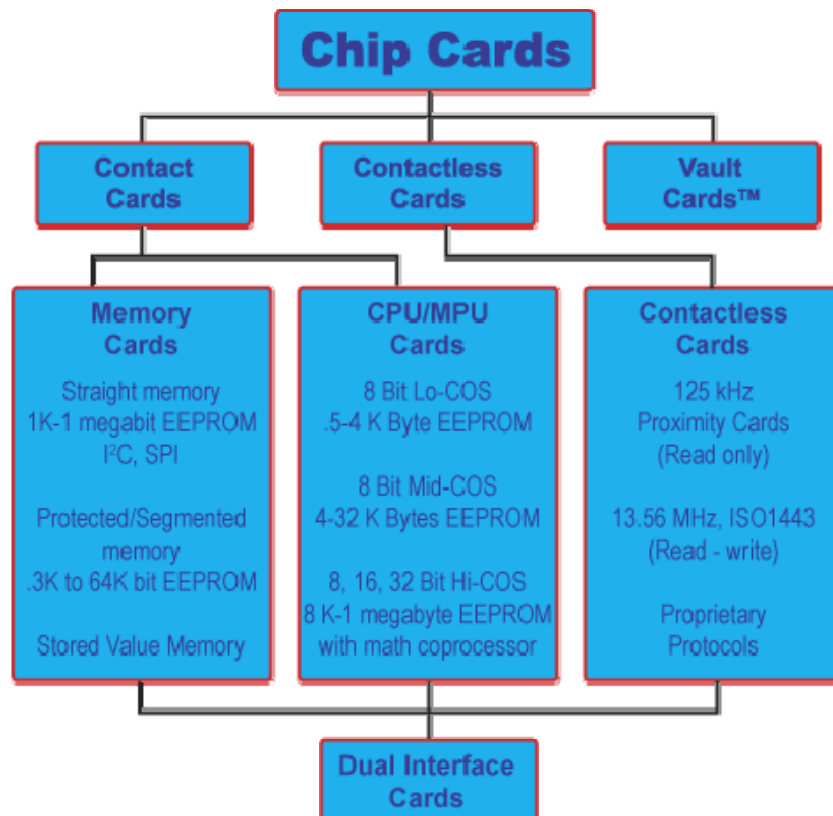 Chip Cards
Contact
Cards
Contactless
Cards
Vault
Cards™
Memory
Cards
Straight memory
1K-1 megabit EEPROM
I²C, SPI
Protected/Segmented
memory
.3K to 64K bit EEPROM
Stored Value Memory
CPU/MPU
Cards
8 Bit Lo-COS
.5-4 K Byte EEPROM
8 Bit Mid-COS
4-32 K Bytes EEPROM
8, 16, 32 Bit Hi-COS
8 K-1 megabyte EEPROM
with math coprocessor
Contactless
Cards
125 kHz
Proximity Cards
(Read only)
13.56 MHz, ISO1443
(Read - write)
Proprietary
Protocols
Dual Interface
Cards